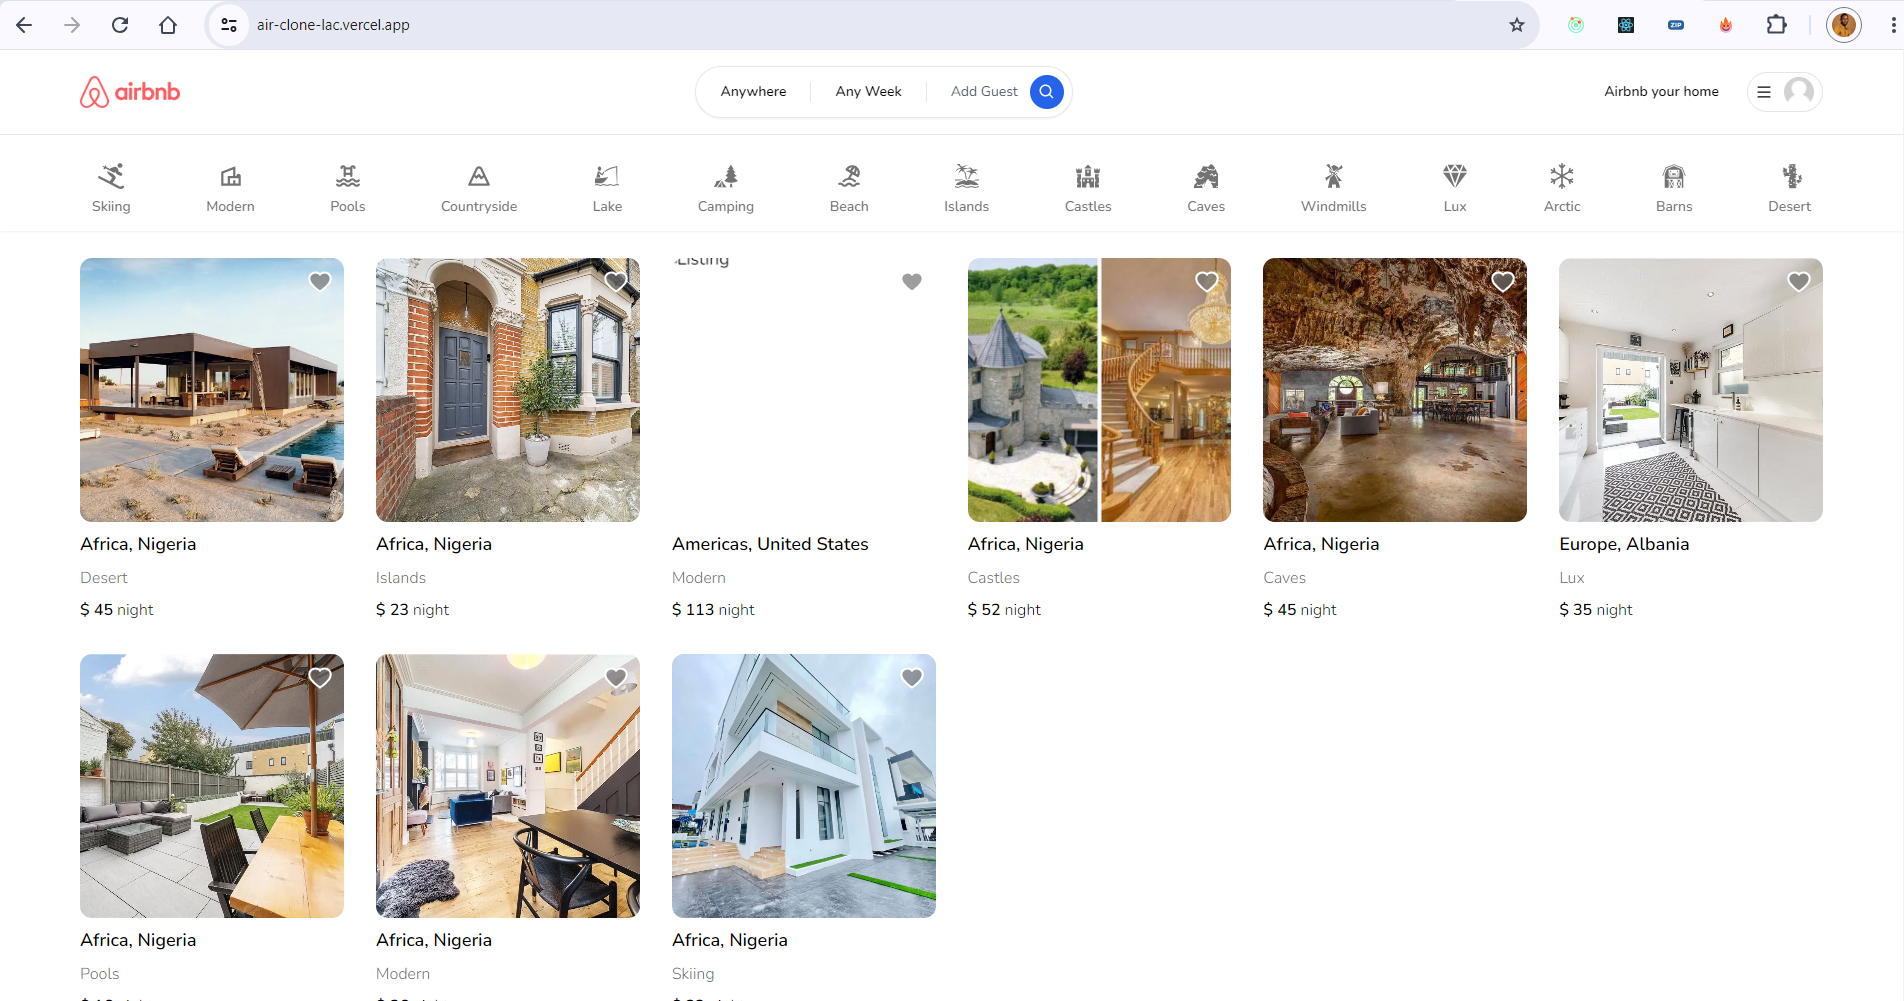 air-clone-lac.vercel.app
ZIP
airbnb
Anywhere
Any Week
Add Guest
Airbnb your home
Skiing
Modern
Pools
Countryside
Lake
Camping
Beach
Islands
Castles
Caves
Windmills
Lux
Arctic
Barns
Desert
Listing
Africa, Nigeria
Desert
$ 45 night
Africa, Nigeria
Islands
$ 23 night
Americas, United States
Modern
$ 113 night
Africa, Nigeria
Castles
$ 52 night
Africa, Nigeria
Caves
$ 45 night
Europe, Albania
Lux
$ 35 night
Africa, Nigeria
Pools
Africa, Nigeria
Modern
Africa, Nigeria
Skiing